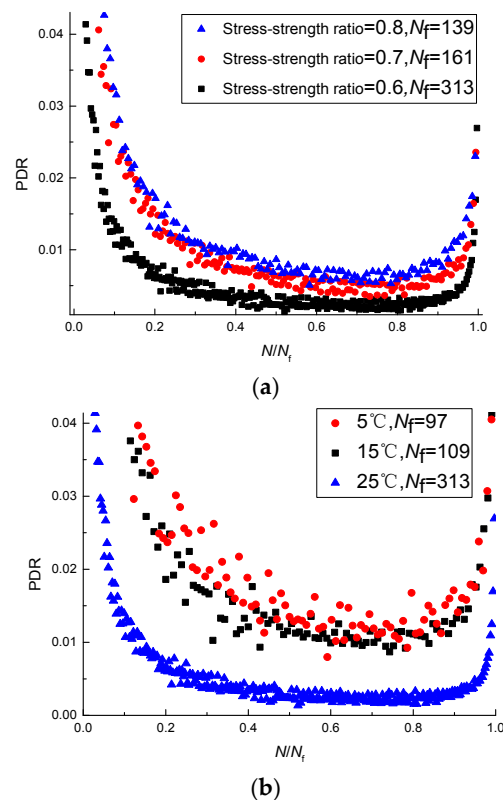 Stress-strength ratio=0.8,Nf=139
Stress-strength ratio=0.7,Nf=161
Stress-strength ratio=0.6,Nf=313
0.04
0.03
0.02
0.01
PDR
0.0 0.2 0.4 0.6 0.8 1.0
N/Nf
(a)
5℃,Nf=97
15℃,Nf=109
25℃,Nf=313
0.04
0.03
0.02
0.01
0.00
PDR
0.0 0.2 0.4 0.6 0.8 1.0
N/Nf
(b)